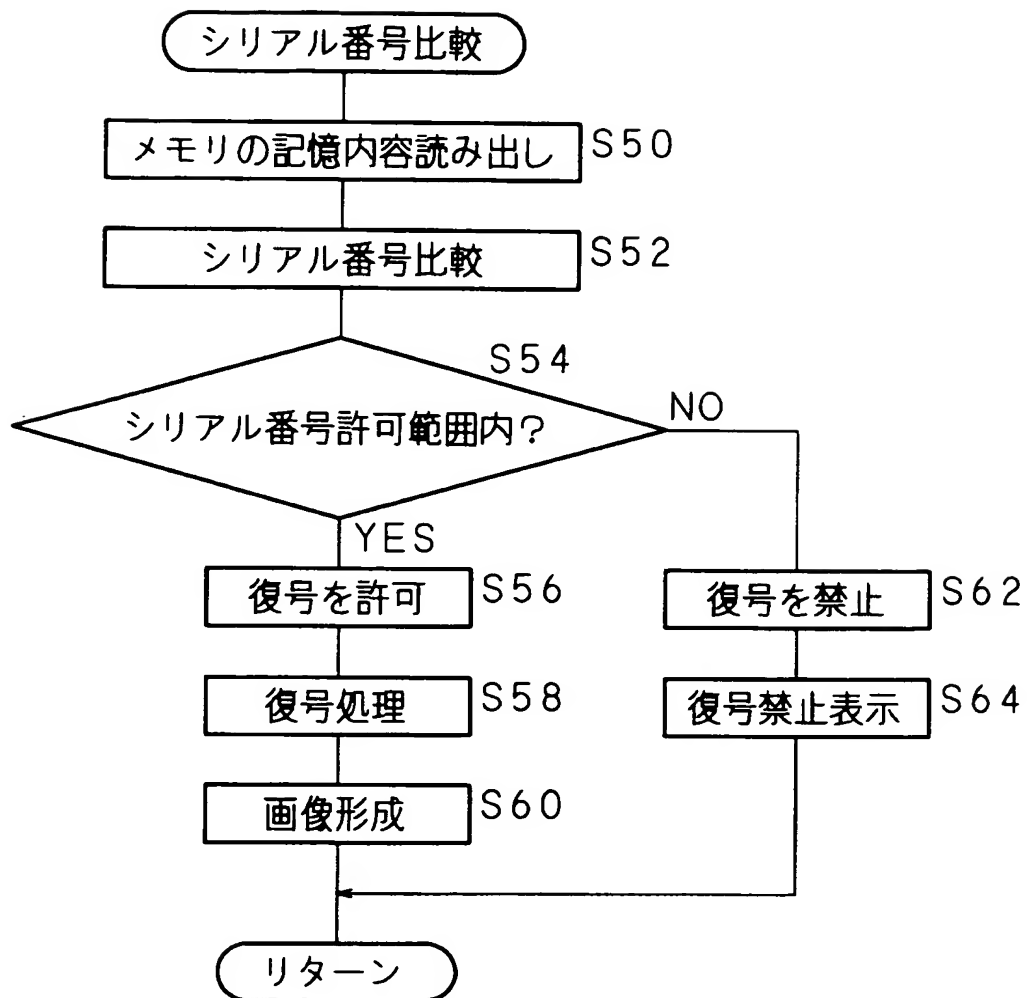 シリアル番号比較
メモリの記憶内容読み出し S50
シリアル番号比較 S52
S54
シリアル番号許可範囲内?
NO
YES
復号を許可 S56
復号を禁止 S62
復号処理 S58
復号禁止表示 S64
画像形成 S60
リターン